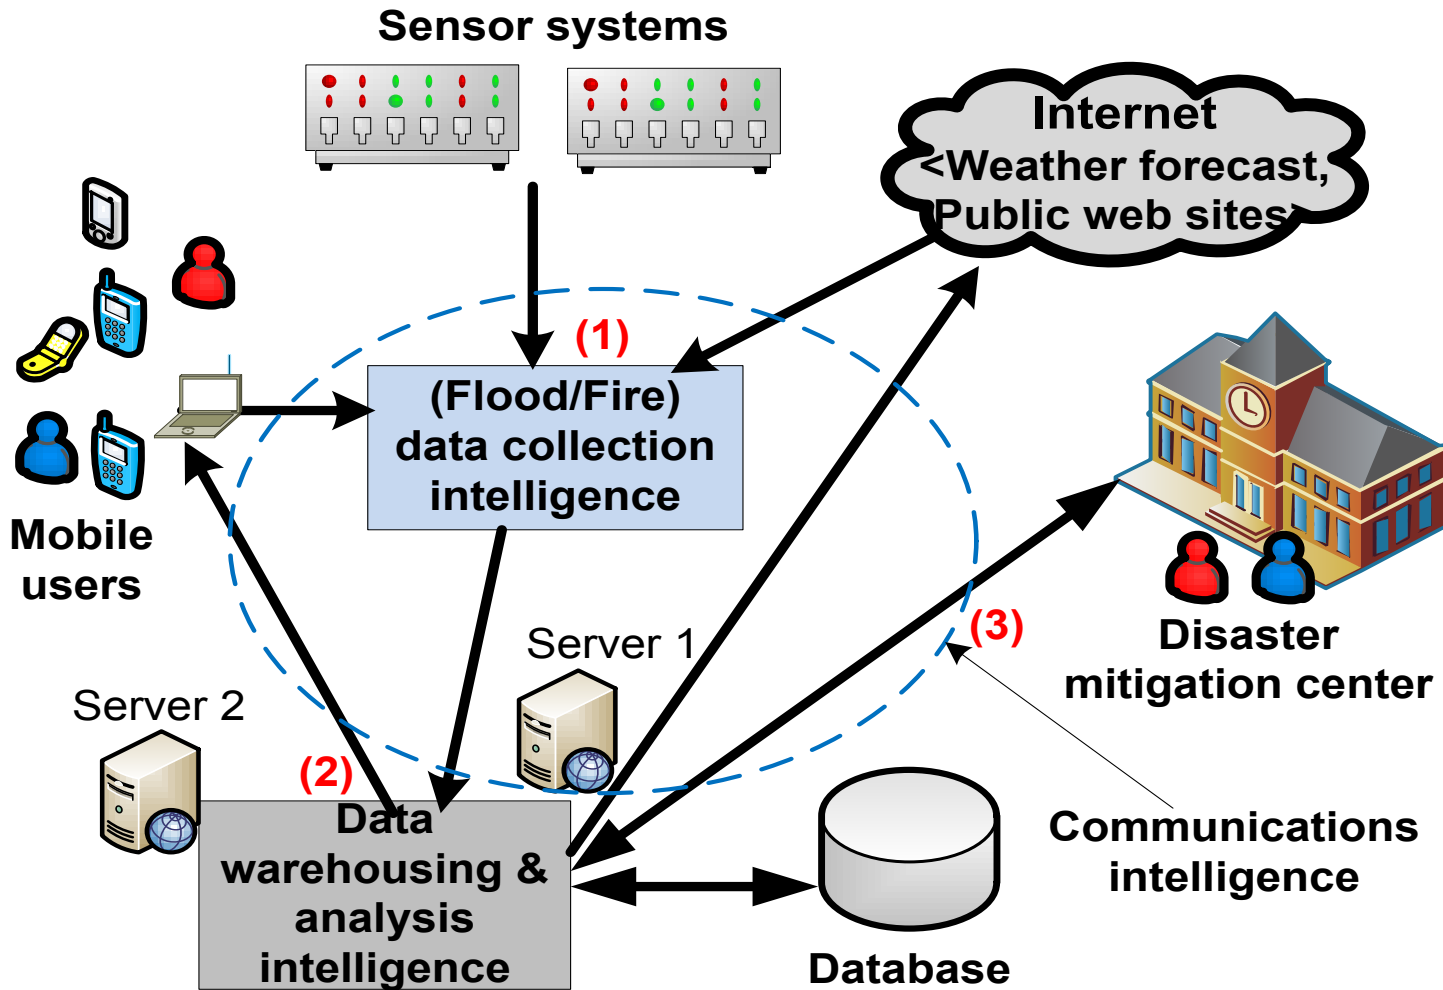 Sensor systems
Internet
<Weather forecast,
Public web sites>
(1)
(Flood/Fire)
data collection
intelligence
Mobile
users
Server 1
Server 2
(2)
(3)
Disaster
mitigation center
Data
warehousing &
analysis
intelligence
Communications
intelligence
Database